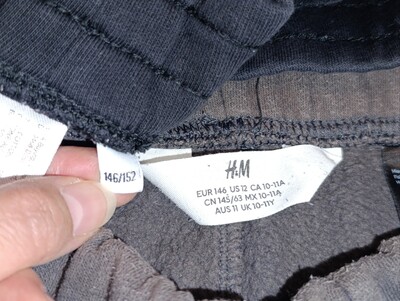 146/152
H&M
EUR 146 US 12 CA 10-11A
CN 145/63 MX 10-11A
AUS 11 UK 10-11Y